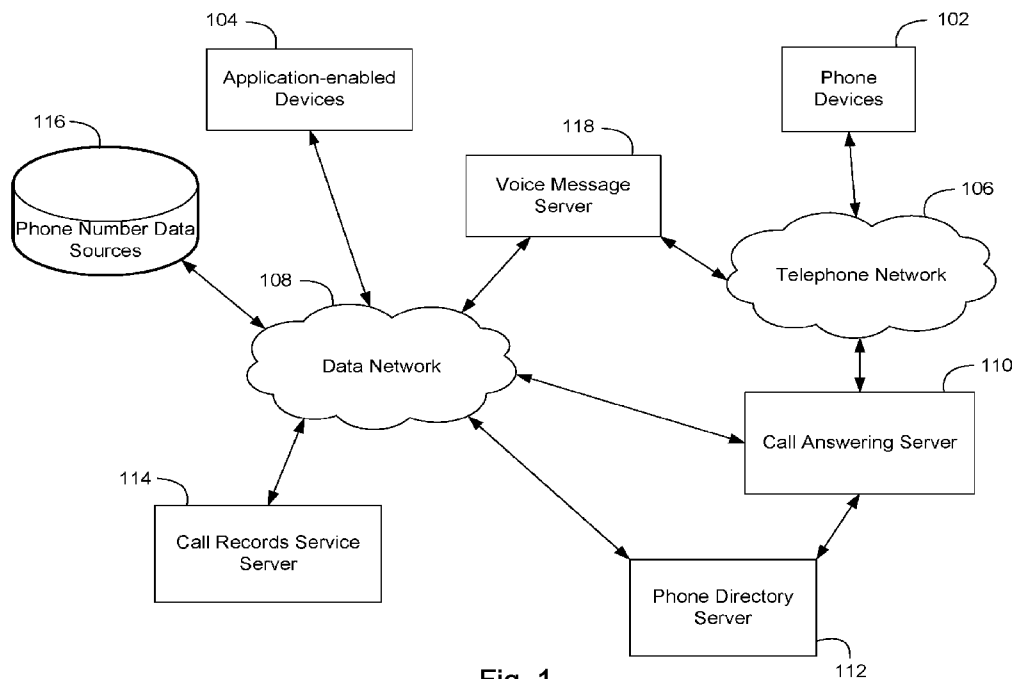 104
102
Application-enabled
Devices
Phone
Devices
116
118
Voice Message
Server
106
Phone Number Data
Sources
Telephone Network
108
Data Network
110
Call Answering Server
114
Call Records Service
Server
Phone Directory
Server
112
Fig. 1